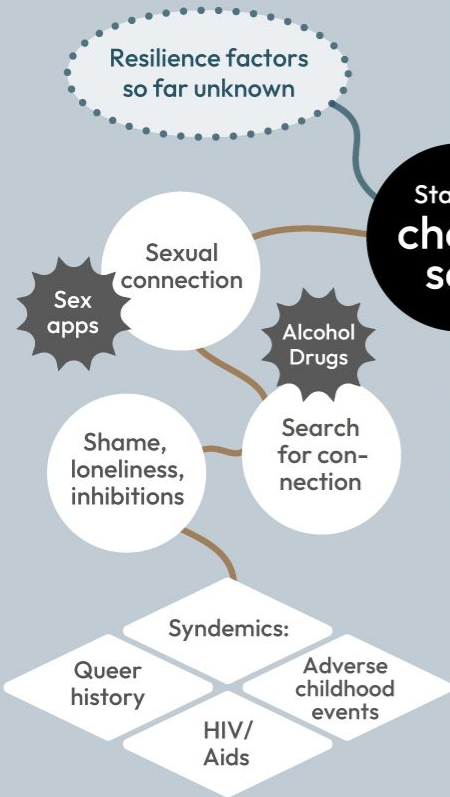 Resilience factors
so far unknown
Sexual
connection
Sex
apps
Alcohol
Drugs
Search
for con-
nection
Shame,
loneliness,
inhibitions
Syndemics:
Queer
history
Adverse
childhood
events
HIV/
Aids